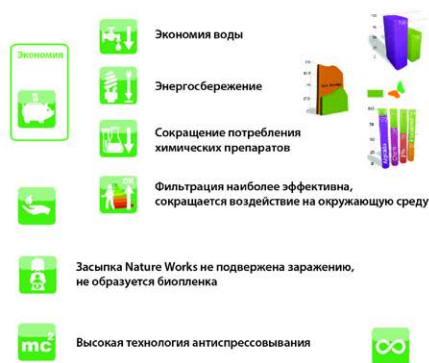 Экономия
Экономия воды
Энергосбережение
Сокращение потребления
химических препаратов
OK
Фильтрация наиболее эффективна,
сокращается воздействие на окружающую среду
Засыпка Nature Works не подвержена заражению,
не образуется биопленка
mc2
Высокая технология антиспрессовывания